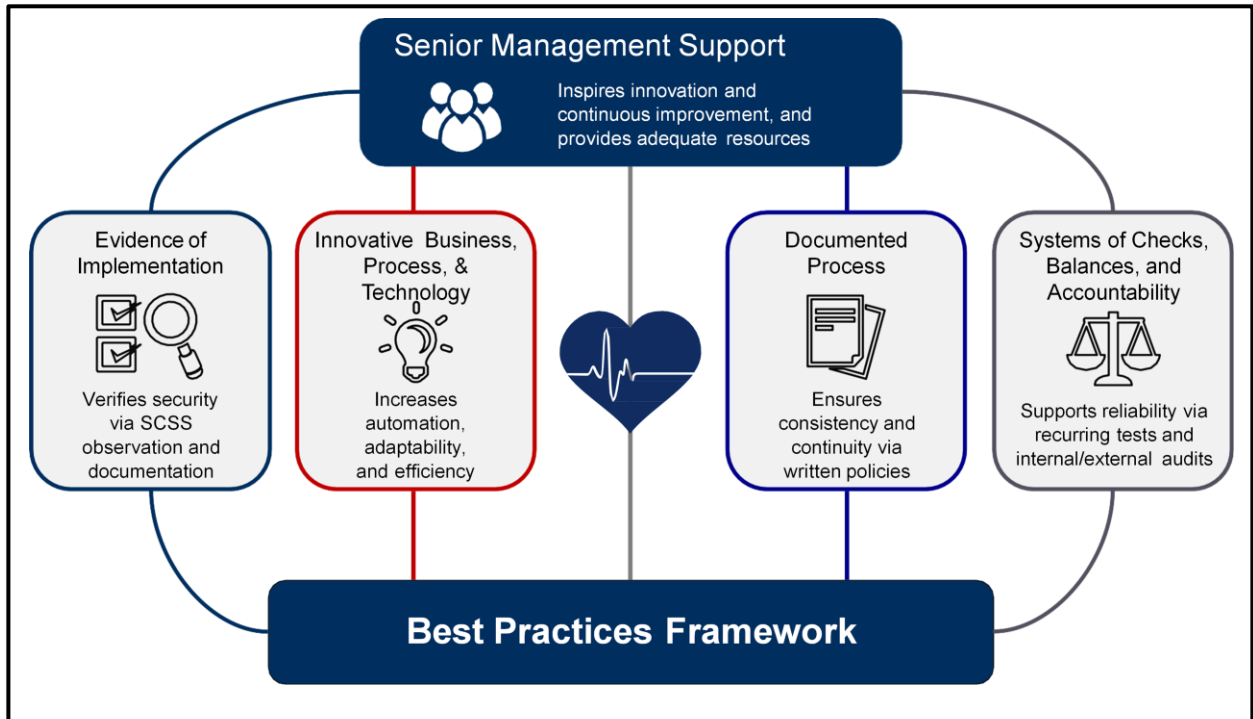 Senior Management Support
Inspires innovation and
continuous improvement, and
provides adequate resources
Evidence of
Implementation
Verifies security
via SCSS
observation and
documentation
Innovative Business,
Process, &
Technology
Increases
automation,
adaptability,
and efficiency
Documented
Process
Ensures
consistency and
continuity via
written policies
Systems of Checks,
Balances, and
Accountability
Supports reliability via
recurring tests and
internal/external audits
Best Practices Framework